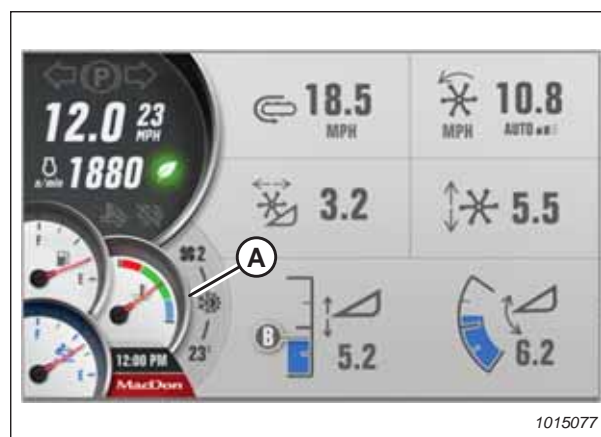 P
12.0 23
MPH
n/min 1880
F
E
F
E
2
23°
12:00 PM
MacDon
A
18.5
MPH
10.8
MPH AUTO
3.2
5.5
B
5.2
6.2
1015077